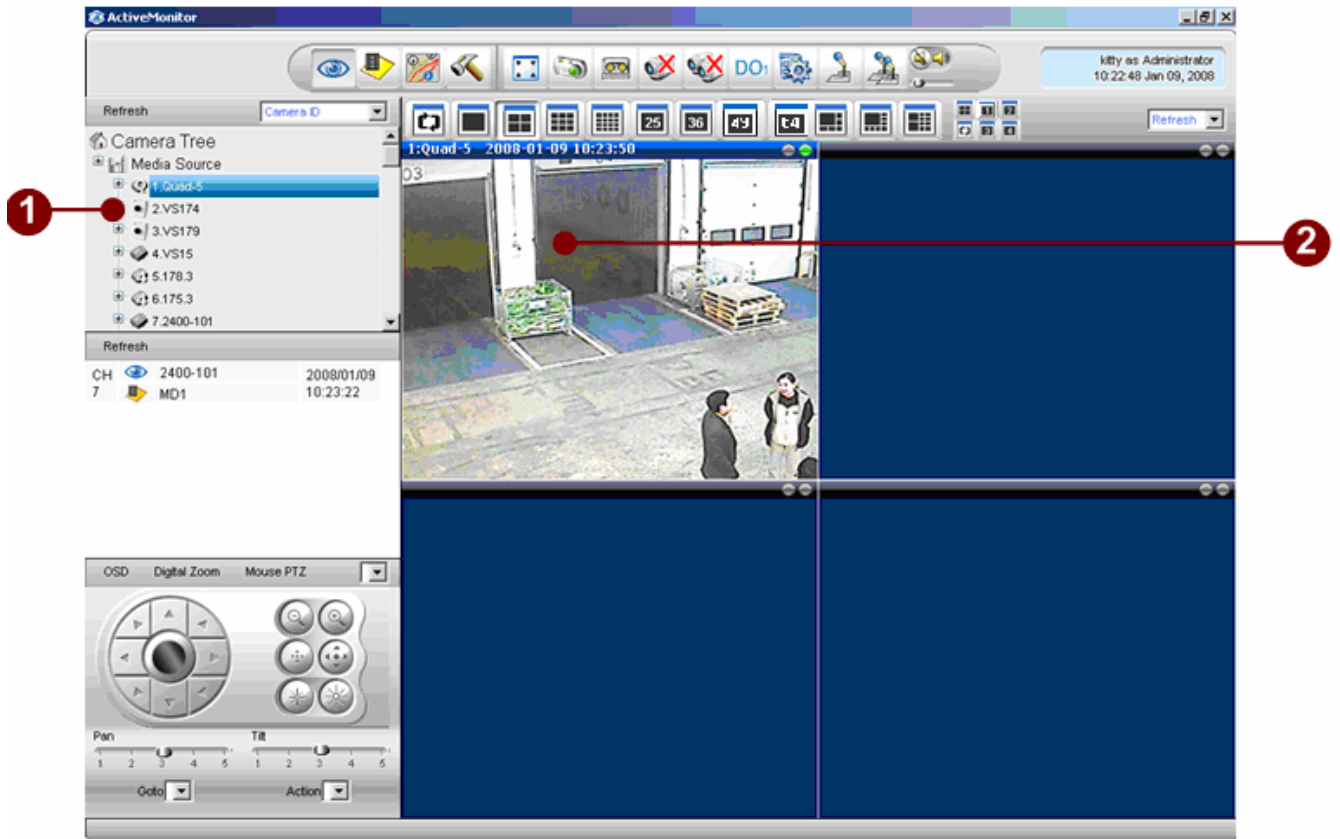 ActiveMonitor
DO1
kitty as Administrator
10:22:48 Jan 09, 2008
Refresh
Camera ID
25
36
49
64
Refresh
Camera Tree
Media Source
1:Quad-5
2.VS174
3.VS179
4.VS15
5.178.3
6.175.3
7.2400-101
1
1:Quad-5 2008-01-09 10:23:50
03
04
2
Refresh
CH 2400-101 2008/01/09
7 MD1 10:23:22
OSD Digital Zoom Mouse PTZ
Pan Tilt
1 2 3 4 5 1 2 3 4 5
Goto Action